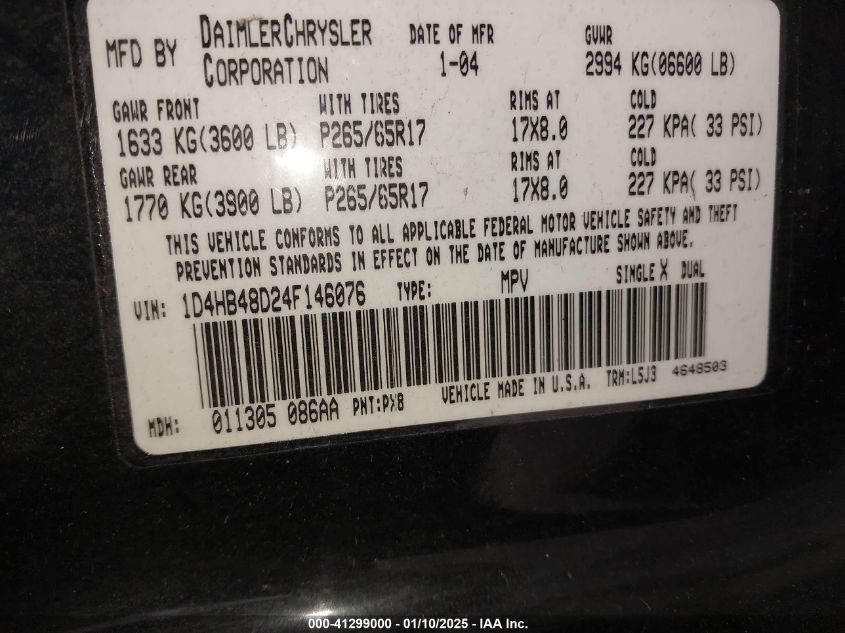 MFD BY DAIMLERCHRYSLER CORPORATION DATE OF MFR 1-04 GVWR 2994 KG(06600 LB)
GAWR FRONT WITH TIRES RIMS AT COLD
1633 KG(3600 LB) P265/65R17 17X8.0 227 KPA( 33 PSI)
GAWR REAR WITH TIRES RIMS AT COLD
1770 KG(3900 LB) P265/65R17 17X8.0 227 KPA( 33 PSI)
THIS VEHICLE CONFORMS TO ALL APPLICABLE FEDERAL MOTOR VEHICLE SAFETY AND THEFT
PREVENTION STANDARDS IN EFFECT ON THE DATE OF MANUFACTURE SHOWN ABOVE.
VIN: 1D4HB48D24F146076 TYPE: MPV SINGLE X DUAL
MDH: 011305 086AA PNT:PX8 VEHICLE MADE IN U.S.A. TRM:L5J3 4648503
000-41299000 - 01/10/2025 - IAA Inc.